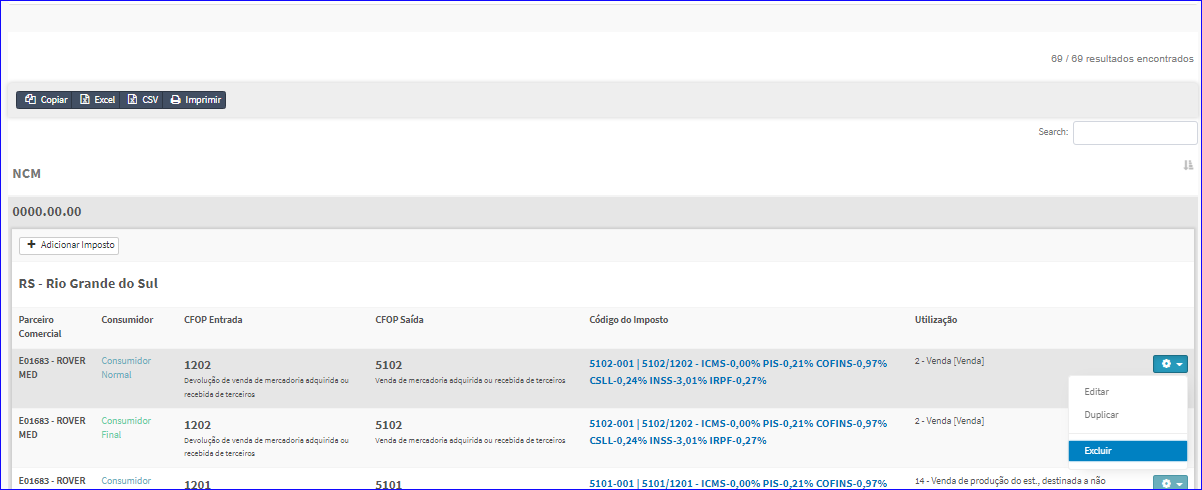 69 / 69 resultados encontrados
Copiar Excel CSV Imprimir
Search:
NCM
0000.00.00
+ Adicionar Imposto
RS - Rio Grande do Sul
Parceiro Comercial Consumidor CFOP Entrada CFOP Saída Código do Imposto Utilização
E01683 - ROVER MED
Consumidor Normal
1202
Devolução de venda de mercadoria adquirida ou
recebida de terceiros
5102
Venda de mercadoria adquirida ou recebida de terceiros
5102-001 | 5102/1202 - ICMS-0,00% PIS-0,21% COFINS-0,97%
CSLL-0,24% INSS-3,01% IRPF-0,27%
2 - Venda [Venda]
Editar
Duplicar
Excluir
E01683 - ROVER MED
Consumidor Final
1202
Devolução de venda de mercadoria adquirida ou
recebida de terceiros
5102
Venda de mercadoria adquirida ou recebida de terceiros
5102-001 | 5102/1202 - ICMS-0,00% PIS-0,21% COFINS-0,97%
CSLL-0,24% INSS-3,01% IRPF-0,27%
2 - Venda [Venda]
E01683 - ROVER
Consumidor
1201
5101
5101-001 | 5101/1201 - ICMS-0,00% PIS-0,21% COFINS-0,97%
14 - Venda de produção do est., destinada a não